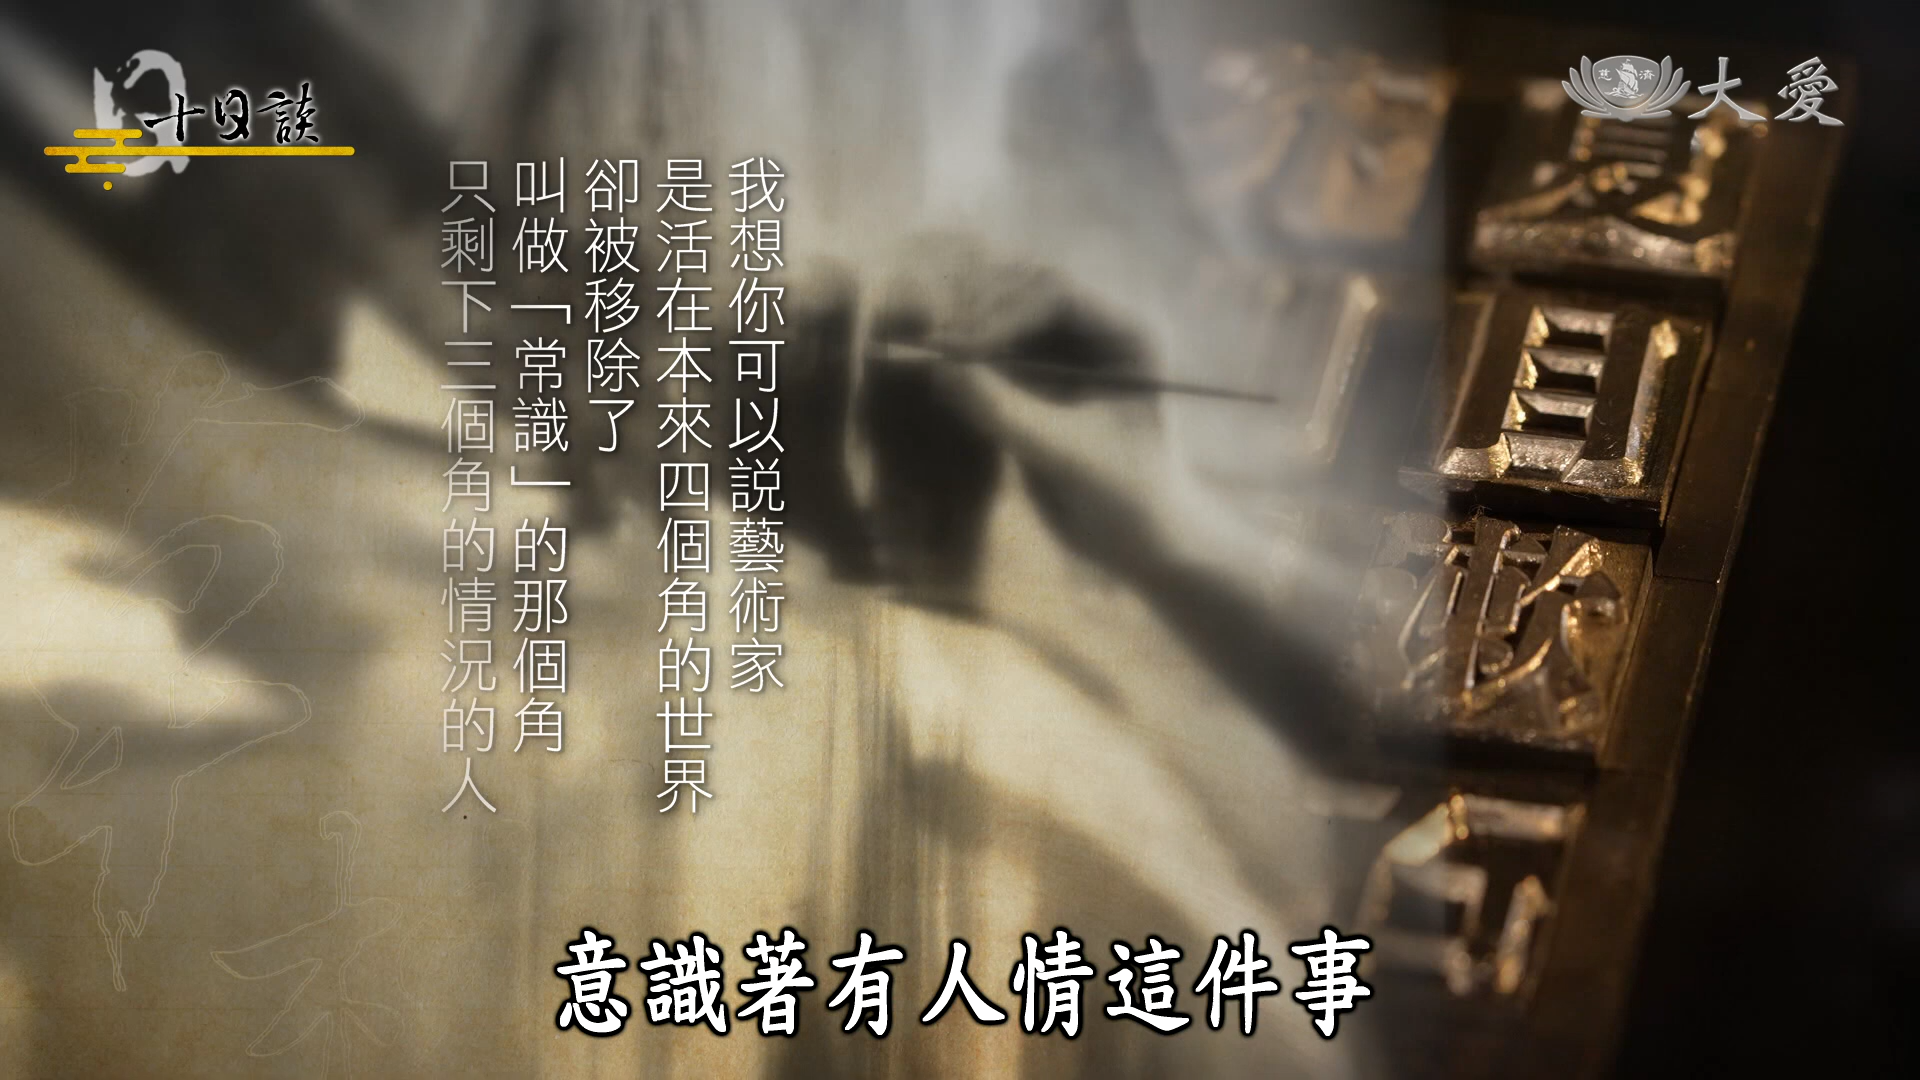 十日談
大愛
慈濟
我想你可以説藝術家
是活在本來四個角的世界
卻被移除了
叫做「常識」的那個角
只剩下三個角的情況的人
意識著有人情這件事